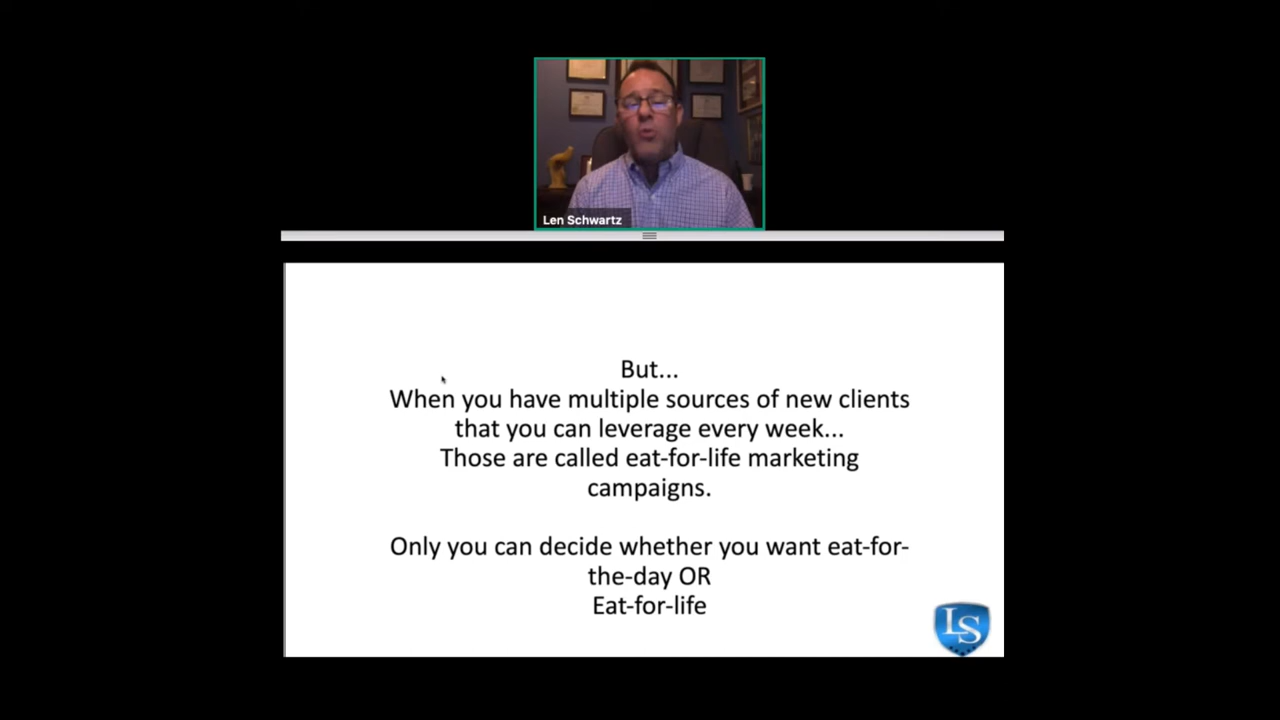 Len Schwartz
But...
When you have multiple sources of new clients
that you can leverage every week...
Those are called eat-for-life marketing
campaigns.
Only you can decide whether you want eat-for-
the-day OR
Eat-for-life
LS